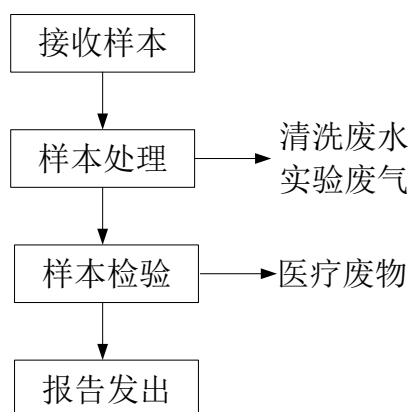 接收样本
样本处理
清洗废水
实验废气
样本检验
医疗废物
报告发出